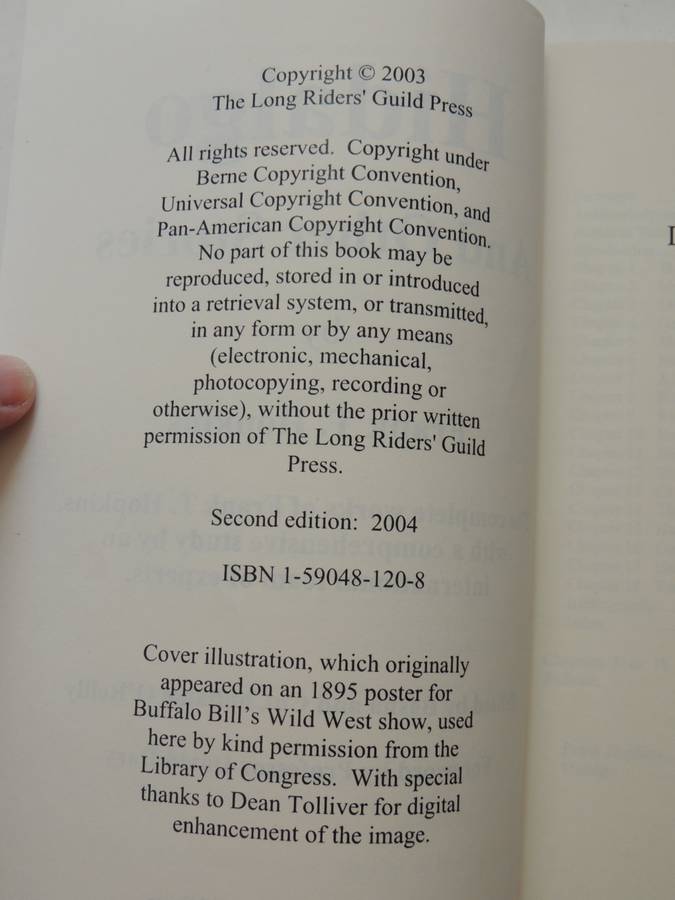 Copyright © 2003
The Long Riders' Guild Press
All rights reserved. Copyright under
Berne Copyright Convention,
Universal Copyright Convention, and
Pan-American Copyright Convention.
No part of this book may be
reproduced, stored in or introduced
into a retrieval system, or transmitted,
in any form or by any means
(electronic, mechanical,
photocopying, recording or
otherwise), without the prior written
permission of The Long Riders' Guild
Press.
Second edition: 2004
ISBN 1-59048-120-8
Cover illustration, which originally
appeared on an 1895 poster for
Buffalo Bill's Wild West show, used
here by kind permission from the
Library of Congress. With special
thanks to Dean Tolliver for digital
enhancement of the image.